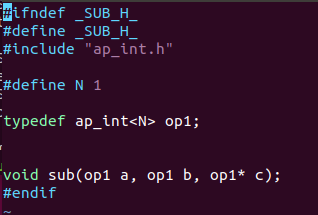 #ifndef _SUB_H_
#define _SUB_H_
#include "ap_int.h"
#define N 1
typedef ap_int<N> op1;
void sub(op1 a, op1 b, op1* c);
#endif
~